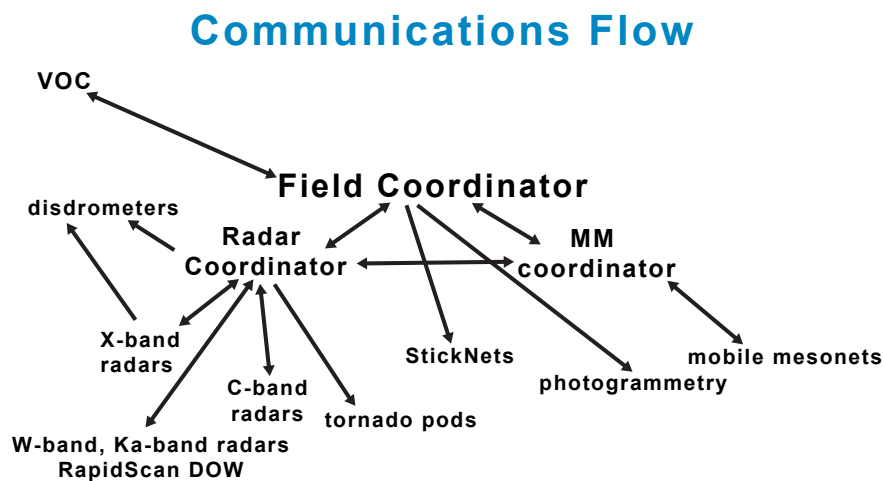 Communications Flow
VOC
Field Coordinator
disdrometers
Radar
Coordinator
MM
coordinator
X-band
radars
StickNets
mobile mesonets
photogrammetry
C-band
radars
tornado pods
W-band, Ka-band radars
RapidScan DOW